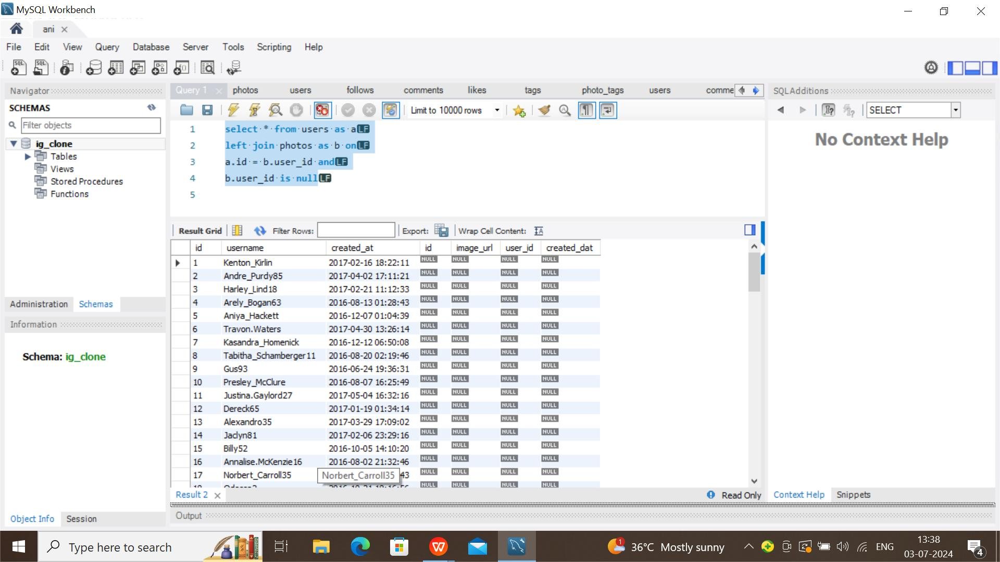 MySQL Workbench
ani
File Edit View Query Database Server Tools Scripting Help
Navigator
SCHEMAS
Filter objects
ig_clone
Tables
Views
Stored Procedures
Functions
Administration Schemas
Information
Schema: ig_clone
Object Info Session
Query 1 photos users follows comments likes tags photo_tags users comme
Limit to 10000 rows
1 select * from users as a LF
2 left join photos as b on LF
3 a.id = b.user_id and LF
4 b.user_id is null LF
5
Result Grid Filter Rows: Export: Wrap Cell Content:
id username created_at id image_url user_id created_dat
1 Kenton_Kirlin 2017-02-16 18:22:11 NULL NULL NULL NULL
2 Andre_Purdy85 2017-04-02 17:11:21 NULL NULL NULL NULL
3 Harley_Lind18 2017-02-21 11:12:33 NULL NULL NULL NULL
4 Arely_Bogan63 2016-08-13 01:28:43 NULL NULL NULL NULL
5 Aniya_Hackett 2016-12-07 01:04:39 NULL NULL NULL NULL
6 Travon.Waters 2017-04-30 13:26:14 NULL NULL NULL NULL
7 Kasandra_Homenick 2016-12-12 06:50:08 NULL NULL NULL NULL
8 Tabitha_Schamberger11 2016-08-20 02:19:46 NULL NULL NULL NULL
9 Gus93 2016-06-24 19:36:31 NULL NULL NULL NULL
10 Presley_McClure 2016-08-07 16:25:49 NULL NULL NULL NULL
11 Justina.Gaylord27 2017-05-04 16:32:16 NULL NULL NULL NULL
12 Dereck65 2017-01-19 01:34:14 NULL NULL NULL NULL
13 Alexandro35 2017-03-29 17:09:02 NULL NULL NULL NULL
14 Jaclyn81 2017-02-06 23:29:16 NULL NULL NULL NULL
15 Billy52 2016-10-05 14:10:20 NULL NULL NULL NULL
16 Annalise.McKenzie16 2016-08-02 21:32:46 NULL NULL NULL NULL
17 Norbert_Carroll35 Norbert_Carroll35 43 NULL NULL NULL NULL
NULL NULL NULL NULL
Result 2 Read Only
Output
SQLAdditions
SELECT
No Context Help
Context Help Snippets
Type here to search
1 36°C Mostly sunny
ENG
13:38
03-07-2024
4